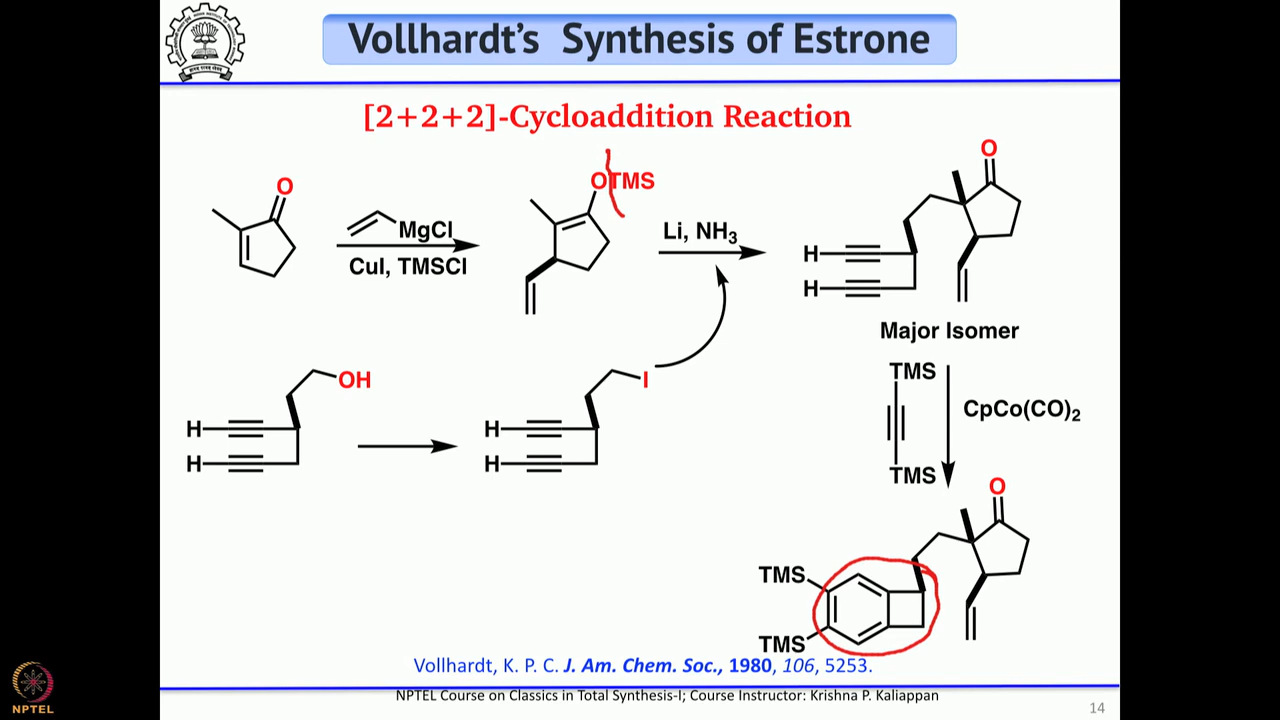 Vollhardt's Synthesis of Estrone
[2+2+2]-Cycloaddition Reaction
O
MgCl
CuI, TMSCl
OTMS
Li, NH3
O
H
H
Major Isomer
OH
H
H
I
H
H
TMS
TMS
CpCo(CO)2
O
TMS
TMS
Vollhardt, K. P. C. J. Am. Chem. Soc., 1980, 106, 5253.
NPTEL Course on Classics in Total Synthesis-I; Course Instructor: Krishna P. Kaliappan
14
NPTEL